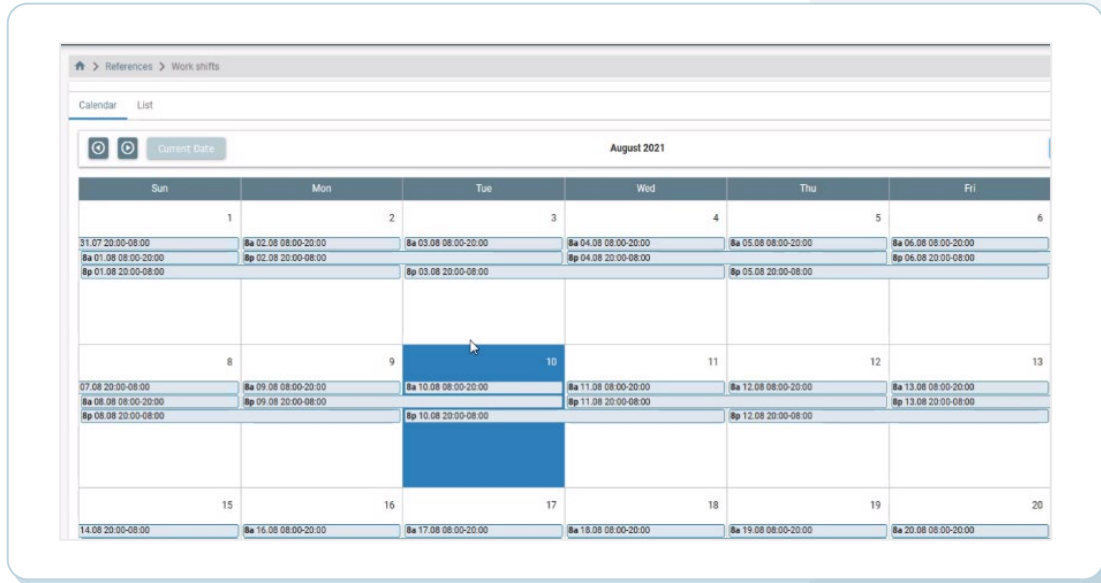 References > Work shifts
Calendar List
Current Date August 2021
Sun Mon Tue Wed Thu Fri
1 2 3 4 5 6
31.07 20:00-08:00 8a 02.08 08:00-20:00 8a 03.08 08:00-20:00 8a 04.08 08:00-20:00 8a 05.08 08:00-20:00 8a 06.08 08:00-20:00
8a 01.08 08:00-20:00 8p 02.08 20:00-08:00 8p 04.08 20:00-08:00 8p 06.08 20:00-08:00
8p 01.08 20:00-08:00 8p 03.08 20:00-08:00 8p 05.08 20:00-08:00
8 9 10 11 12 13
07.08 20:00-08:00 8a 09.08 08:00-20:00 8a 10.08 08:00-20:00 8a 11.08 08:00-20:00 8a 12.08 08:00-20:00 8a 13.08 08:00-20:00
8a 08.08 08:00-20:00 8p 09.08 20:00-08:00 8p 11.08 20:00-08:00 8p 13.08 20:00-08:00
8p 08.08 20:00-08:00 8p 10.08 20:00-08:00 8p 12.08 20:00-08:00
15 16 17 18 19 20
14.08 20:00-08:00 8a 16.08 08:00-20:00 8a 17.08 08:00-20:00 8a 18.08 08:00-20:00 8a 19.08 08:00-20:00 8a 20.08 08:00-20:00